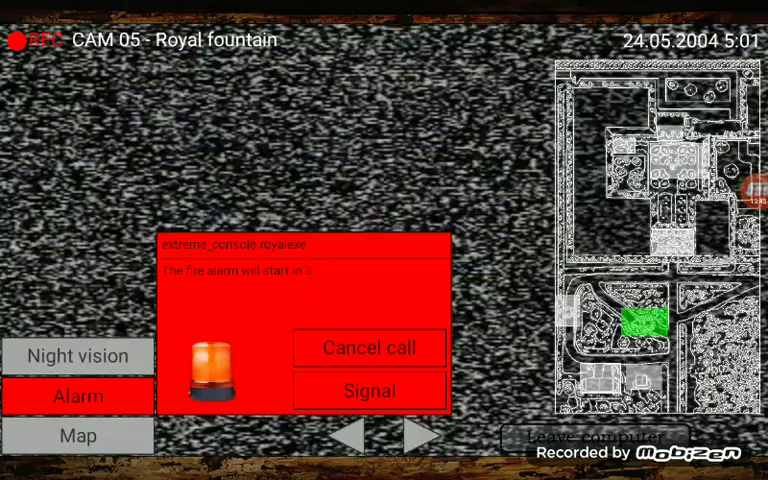 REC CAM 05 - Royal fountain
24.05.2004 5:01
extreme_console.royalexe
The fire alarm will start in 2
Cancel call
Signal
Night vision
Alarm
Map
Leave computer
Recorded by Mobizen